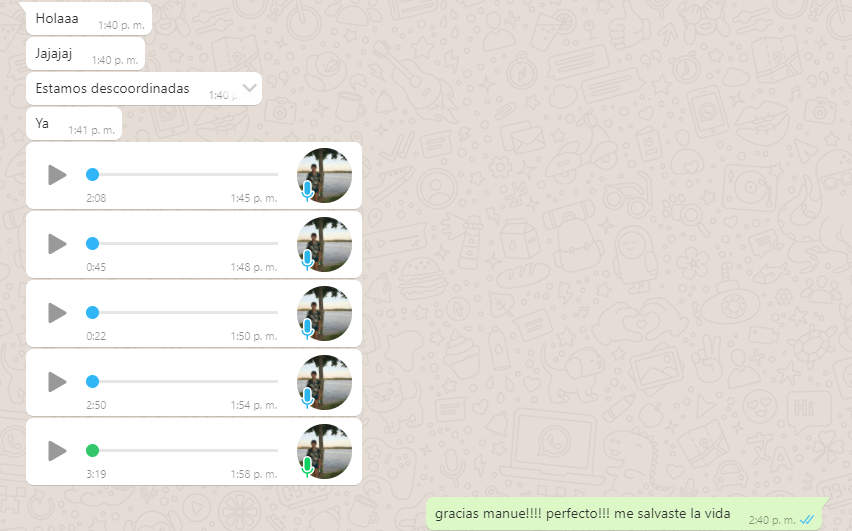 Holaaa 1:40 p. m.
Jajajaj 1:40 p. m.
Estamos descoordinadas 1:40 p.
Ya 1:41 p. m.
2:08 1:45 p. m.
0:45 1:48 p. m.
0:22 1:50 p. m.
2:50 1:54 p. m.
3:19 1:58 p. m.
gracias manue!!!! perfecto!!! me salvaste la vida 2:40 p. m.